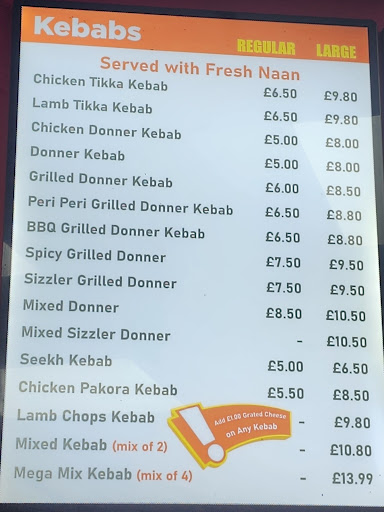 Kebabs
REGULAR LARGE
Served with Fresh Naan
Chicken Tikka Kebab £6.50 £9.80
Lamb Tikka Kebab £6.50 £9.80
Chicken Donner Kebab £5.00 £8.00
Donner Kebab £5.00 £8.00
Grilled Donner Kebab £6.00 £8.50
Peri Peri Grilled Donner Kebab £6.50 £8.80
BBQ Grilled Donner Kebab £6.50 £8.80
Spicy Grilled Donner £7.50 £9.50
Sizzler Grilled Donner £7.50 £9.50
Mixed Donner £8.50 £10.50
Mixed Sizzler Donner - £10.50
Seekh Kebab £5.00 £6.50
Chicken Pakora Kebab £5.50 £8.50
Lamb Chops Kebab - £9.80
Mixed Kebab (mix of 2) - £10.80
Mega Mix Kebab (mix of 4) - £13.99
! Add £1.00 Grated Cheese
on Any Kebab